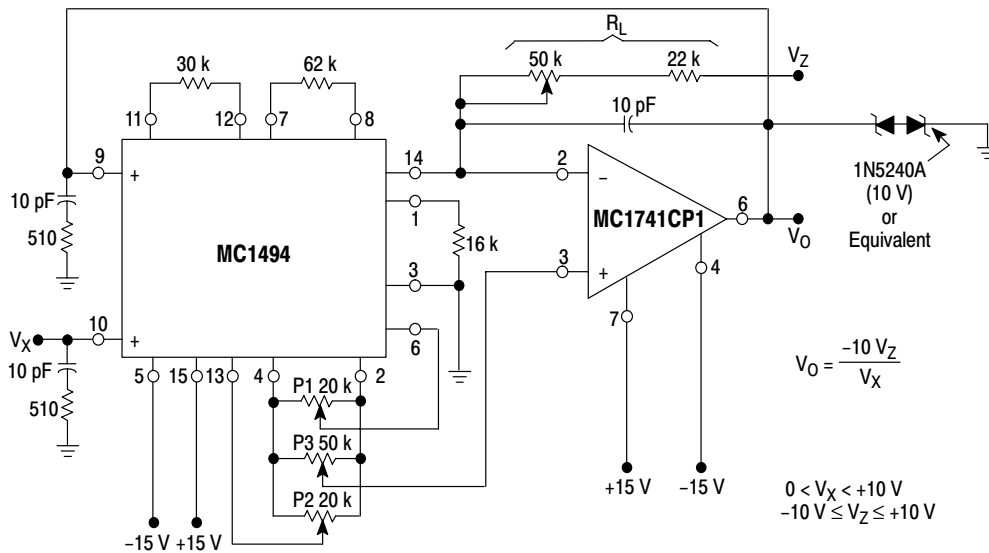 R_L
30 k
62 k
50 k
22 k
V_Z
11
12
7
8
10 pF
9
+
14
2
–
1N5240A
(10 V)
or
Equivalent
10 pF
510
1
MC1741CP1
6
V_O
MC1494
16 k
3
3
+
4
V_X
10
+
6
7
10 pF
510
5
15
13
4
2
P1 20 k
P3 50 k
P2 20 k
V_O = –10 V_Z / V_X
–15 V
+15 V
+15 V
–15 V
0 < V_X < +10 V
–10 V ≤ V_Z ≤ +10 V